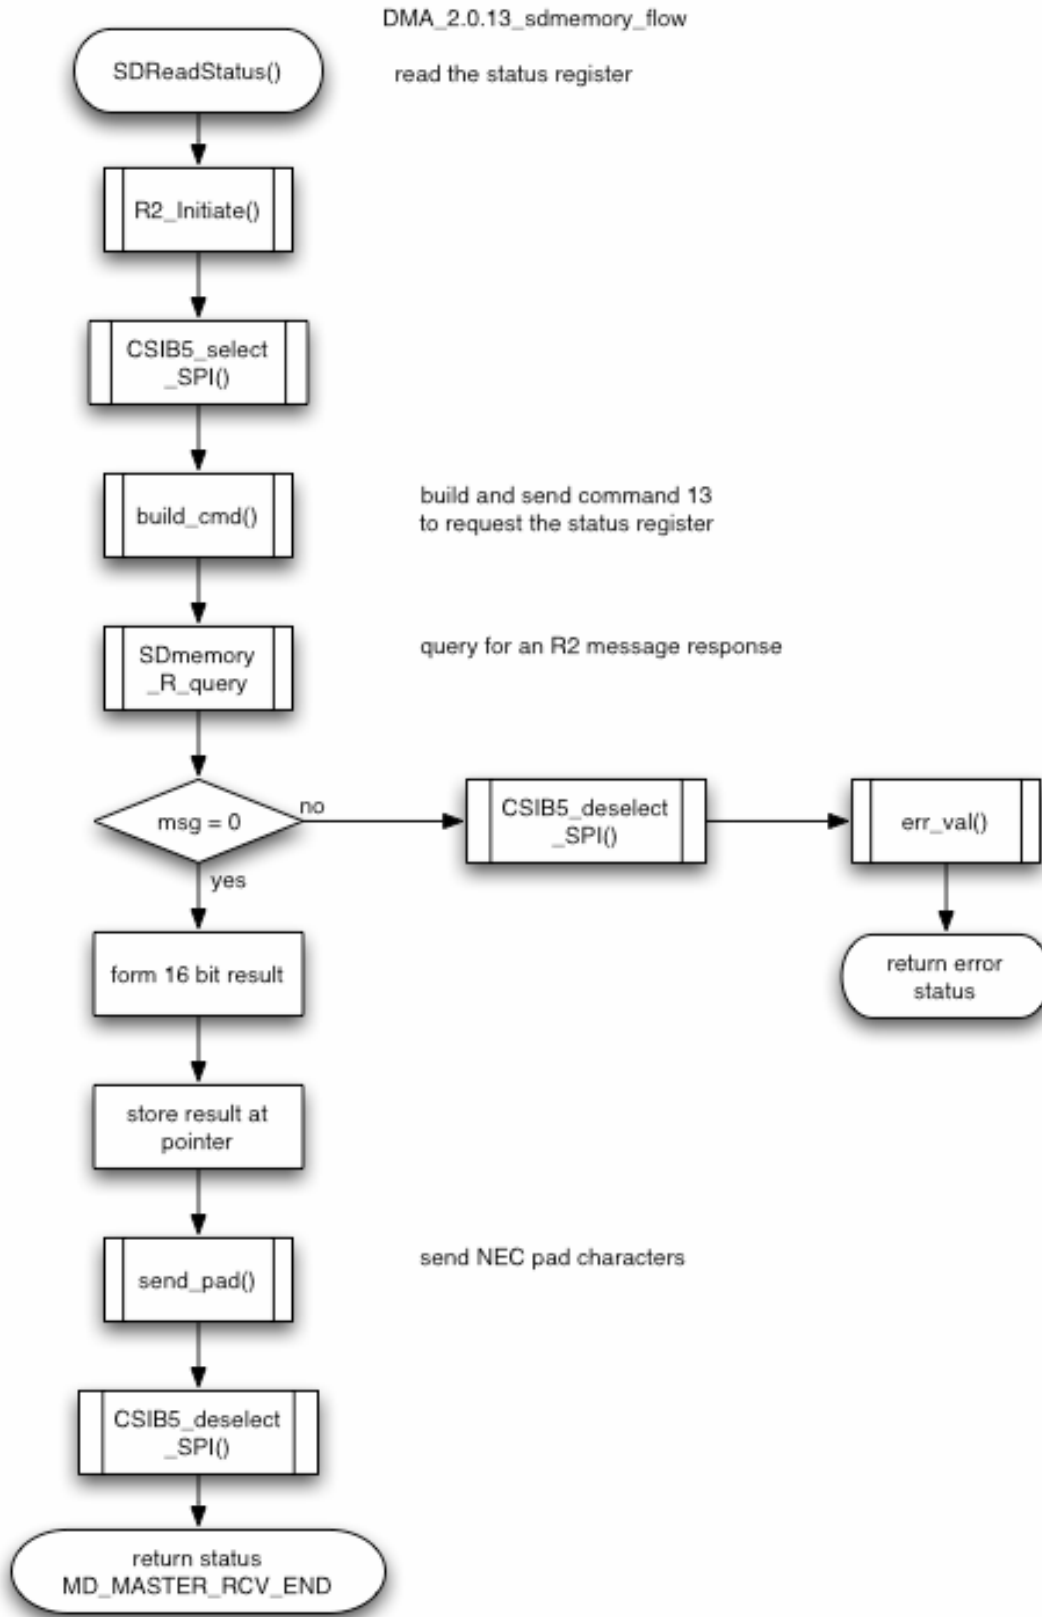 DMA_2.0.13_sdmemory_flow
SDReadStatus()
read the status register
R2_Initiate()
CSIB5_select
_SPI()
build_cmd()
build and send command 13
to request the status register
SDmemory
_R_query
query for an R2 message response
msg = 0
no
CSIB5_deselect
_SPI()
err_val()
yes
form 16 bit result
return error
status
store result at
pointer
send_pad()
send NEC pad characters
CSIB5_deselect
_SPI()
return status
MD_MASTER_RCV_END